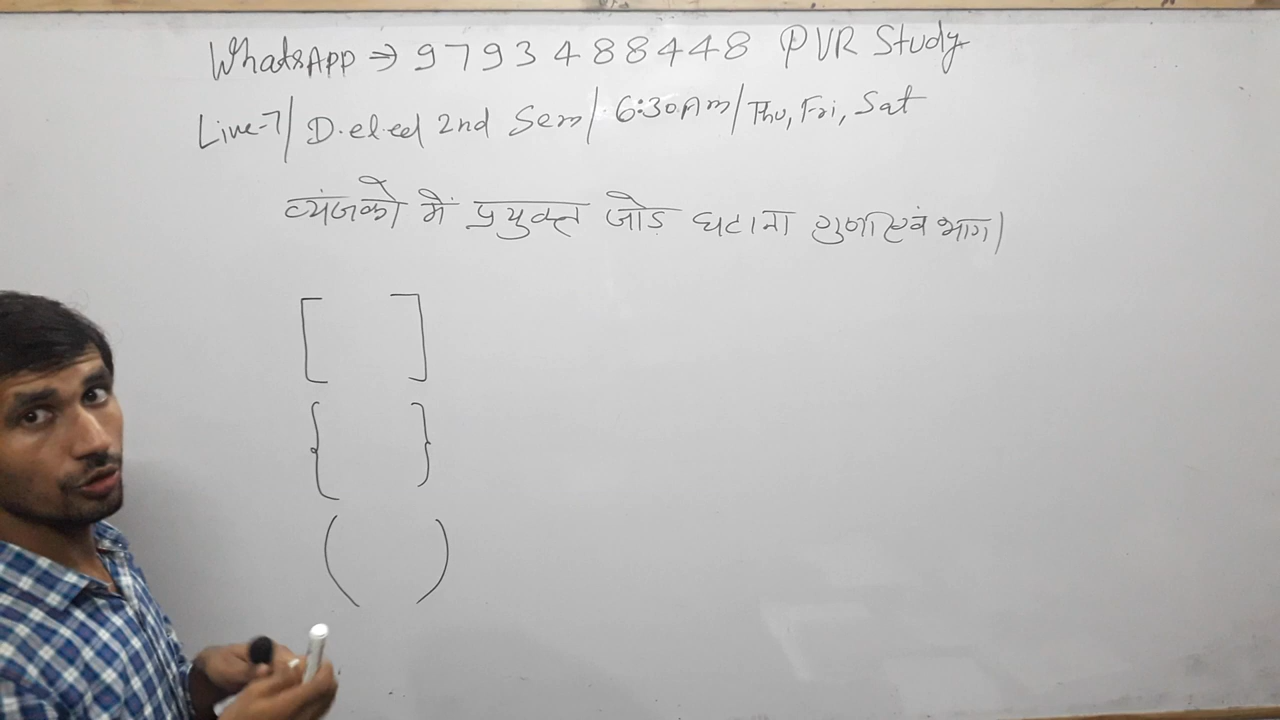 WhatsApp ⇒ 9793488448 PVR Study
Live-7/ D.el.ed 2nd Sem/ 6:30Am/Thu, Fri, Sat
व्यंजको में प्रयुक्त जोड़ घटाना गुणा एवं भाग।
[ ]
{ }
( )